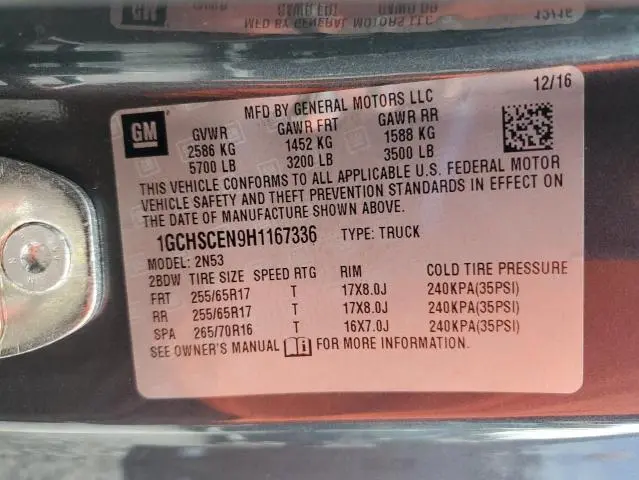 MFD BY GENERAL MOTORS LLC
12/16
GM
GVWR GAWR FRT GAWR RR
2586 KG 1452 KG 1588 KG
5700 LB 3200 LB 3500 LB
THIS VEHICLE CONFORMS TO ALL APPLICABLE U.S. FEDERAL MOTOR
VEHICLE SAFETY AND THEFT PREVENTION STANDARDS IN EFFECT ON
THE DATE OF MANUFACTURE SHOWN ABOVE.
1GCHSCEN9H1167336 TYPE: TRUCK
MODEL: 2N53
2BDW TIRE SIZE SPEED RTG RIM COLD TIRE PRESSURE
FRT 255/65R17 T 17X8.0J 240KPA(35PSI)
RR 255/65R17 T 17X8.0J 240KPA(35PSI)
SPA 265/70R16 T 16X7.0J 240KPA(35PSI)
SEE OWNER'S MANUAL FOR MORE INFORMATION.